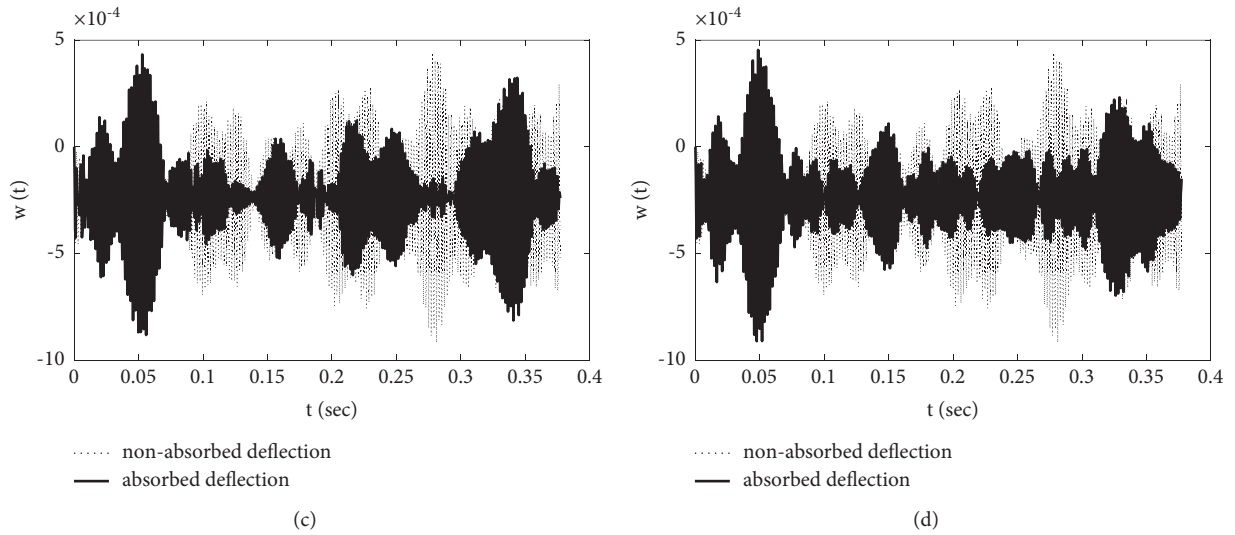 ×10⁻⁴
5
0
-5
-10
w (t)
0 0.05 0.1 0.15 0.2 0.25 0.3 0.35 0.4
t (sec)
non-absorbed deflection
absorbed deflection
(c)
×10⁻⁴
5
0
-5
-10
w (t)
0 0.05 0.1 0.15 0.2 0.25 0.3 0.35 0.4
t (sec)
non-absorbed deflection
absorbed deflection
(d)